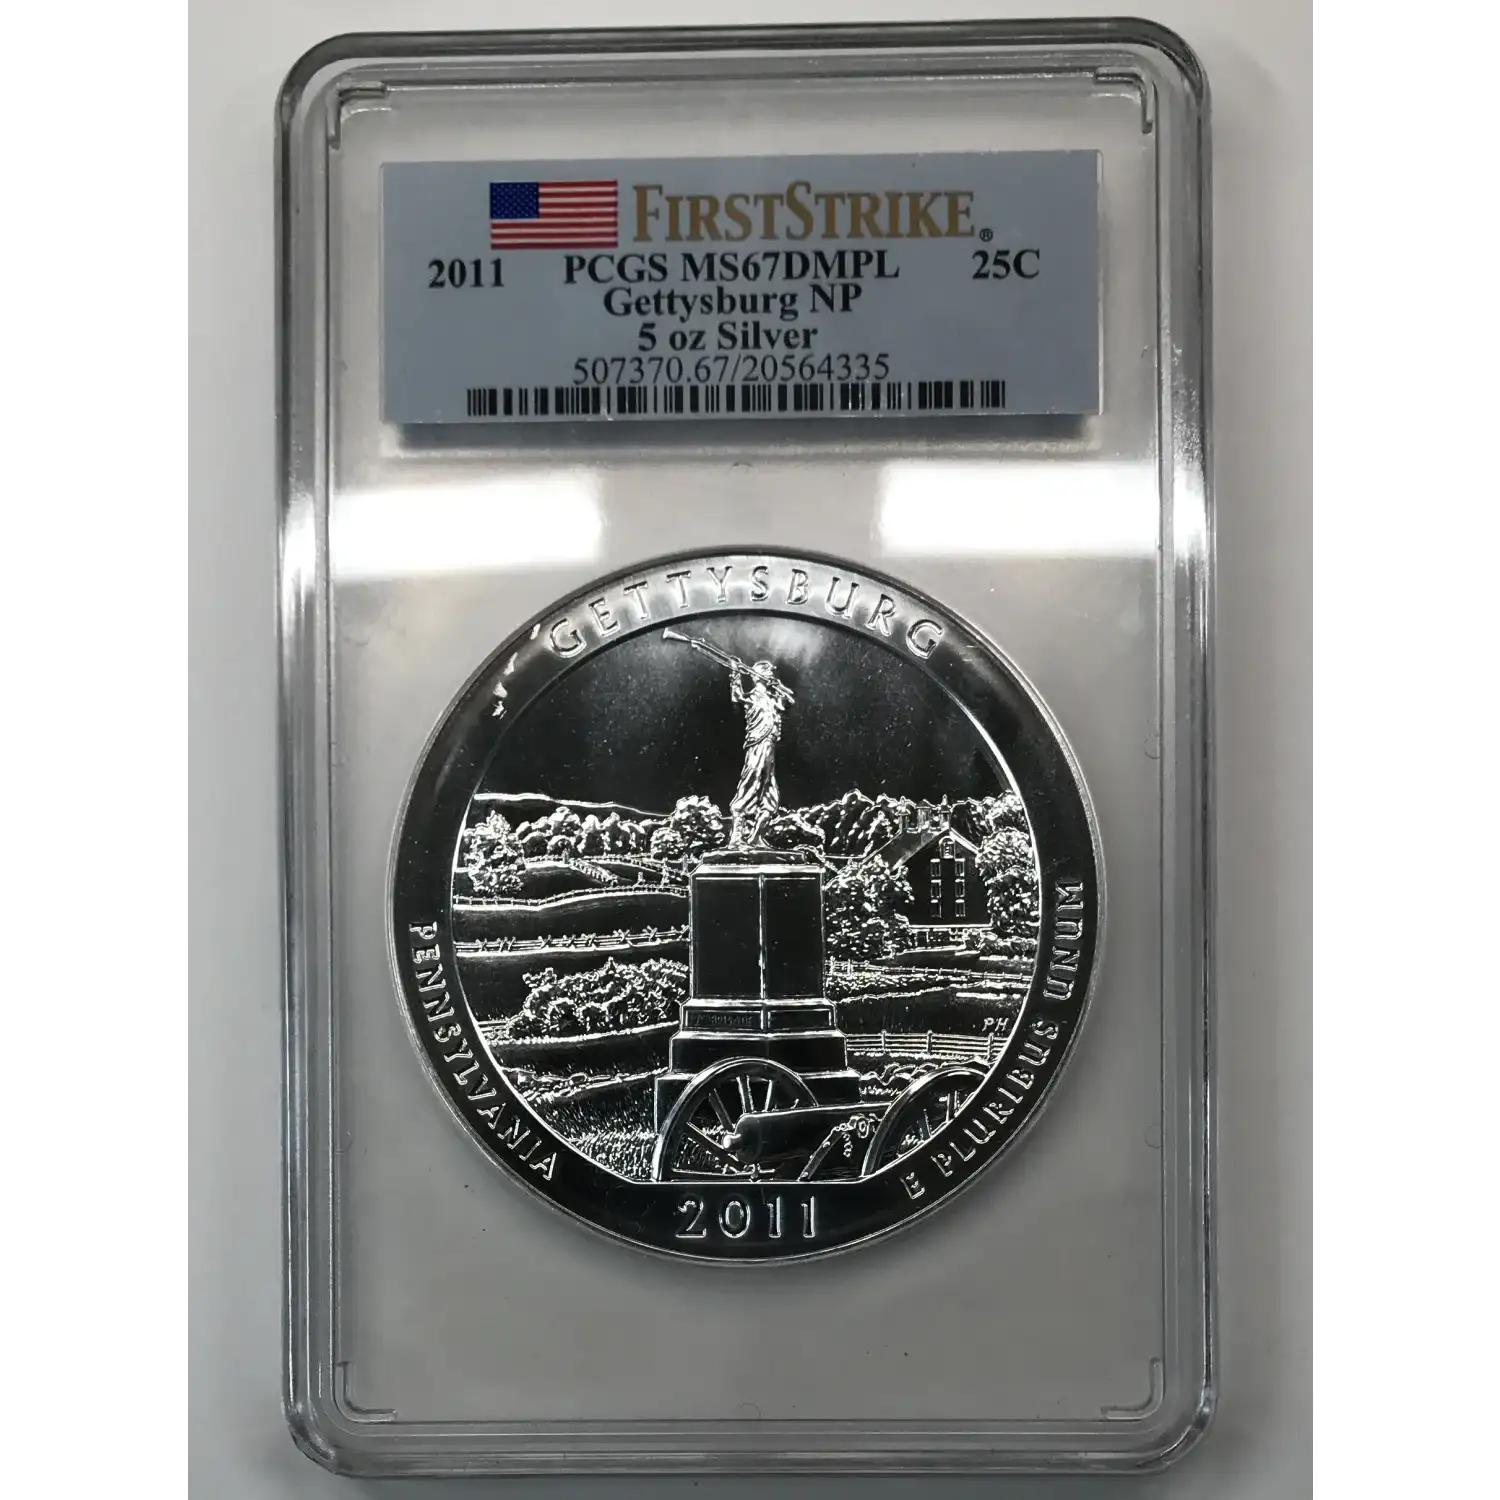 FIRSTSTRIKE®
2011 PCGS MS67DMPL 25C
Gettysburg NP
5 oz Silver
507370.67/20564335
GETTYSBURG
PENNSYLVANIA
E PLURIBUS UNUM
PH
2011